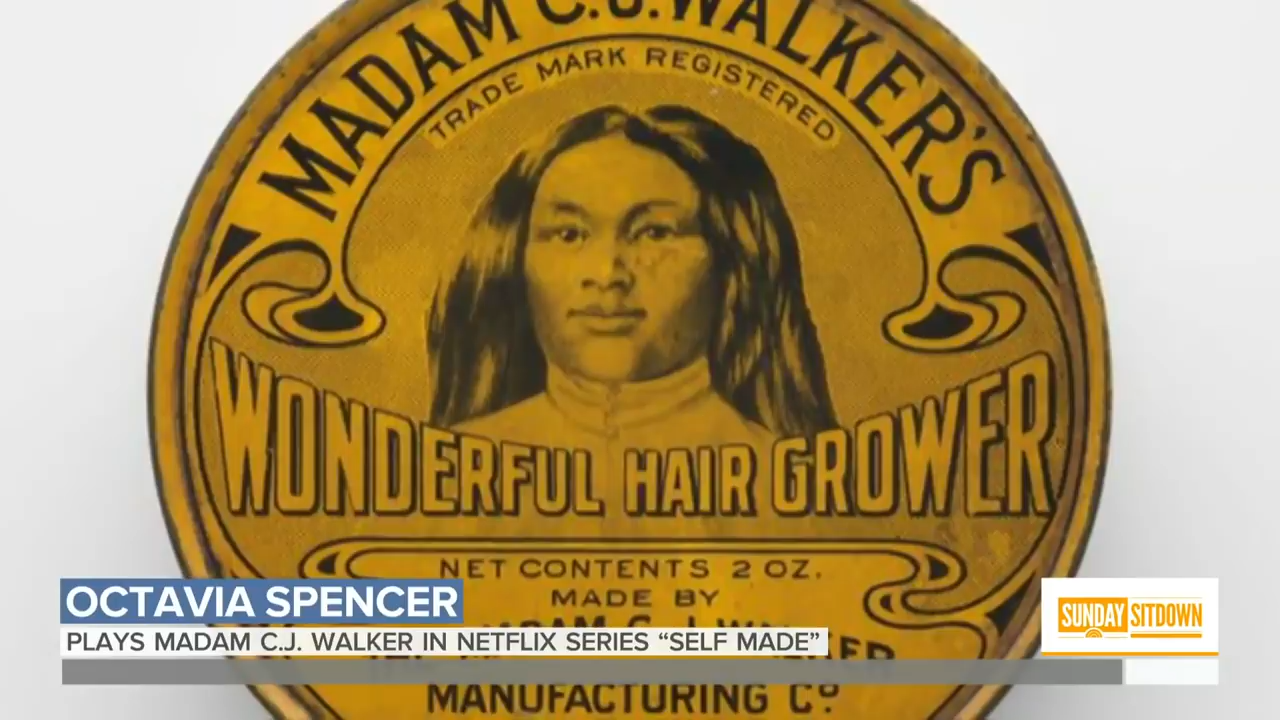 MADAM C.J. WALKER'S
TRADE MARK REGISTERED
WONDERFUL HAIR GROWER
NET CONTENTS 2 OZ.
MADE BY
MANUFACTURING Cº
OCTAVIA SPENCER
PLAYS MADAM C.J. WALKER IN NETFLIX SERIES “SELF MADE”
SUNDAY SITDOWN